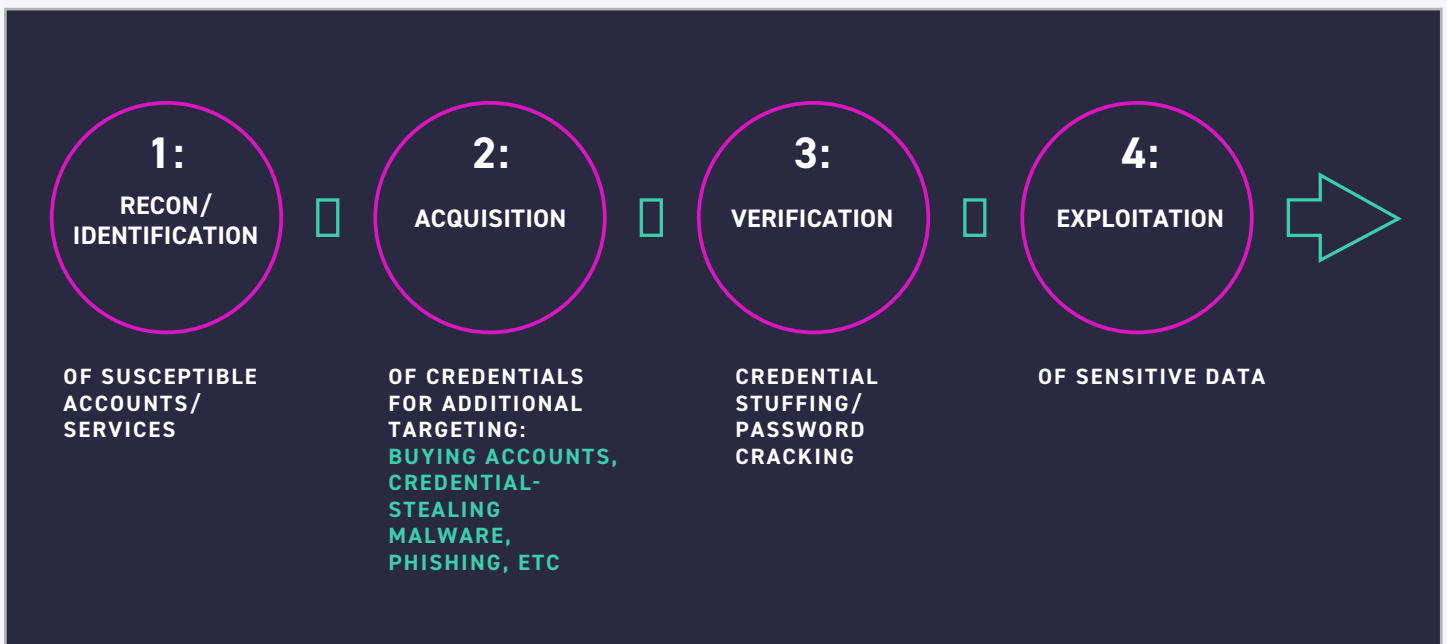 1:
RECON/
IDENTIFICATION
OF SUSCEPTIBLE
ACCOUNTS/
SERVICES
2:
ACQUISITION
OF CREDENTIALS
FOR ADDITIONAL
TARGETING:
BUYING ACCOUNTS,
CREDENTIAL-
STEALING
MALWARE,
PHISHING, ETC
3:
VERIFICATION
CREDENTIAL
STUFFING/
PASSWORD
CRACKING
4:
EXPLOITATION
OF SENSITIVE DATA